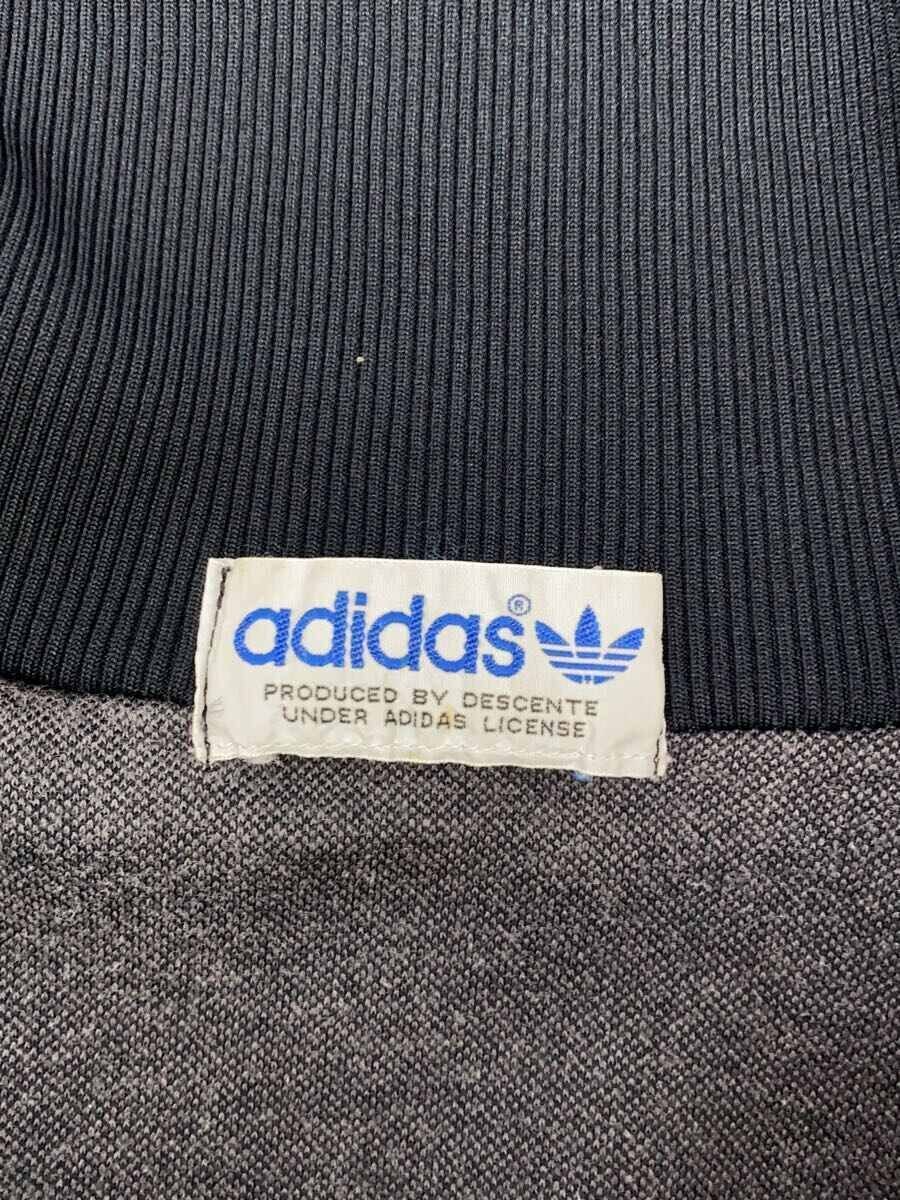 adidas®
PRODUCED BY DESCENTE
UNDER ADIDAS LICENSE